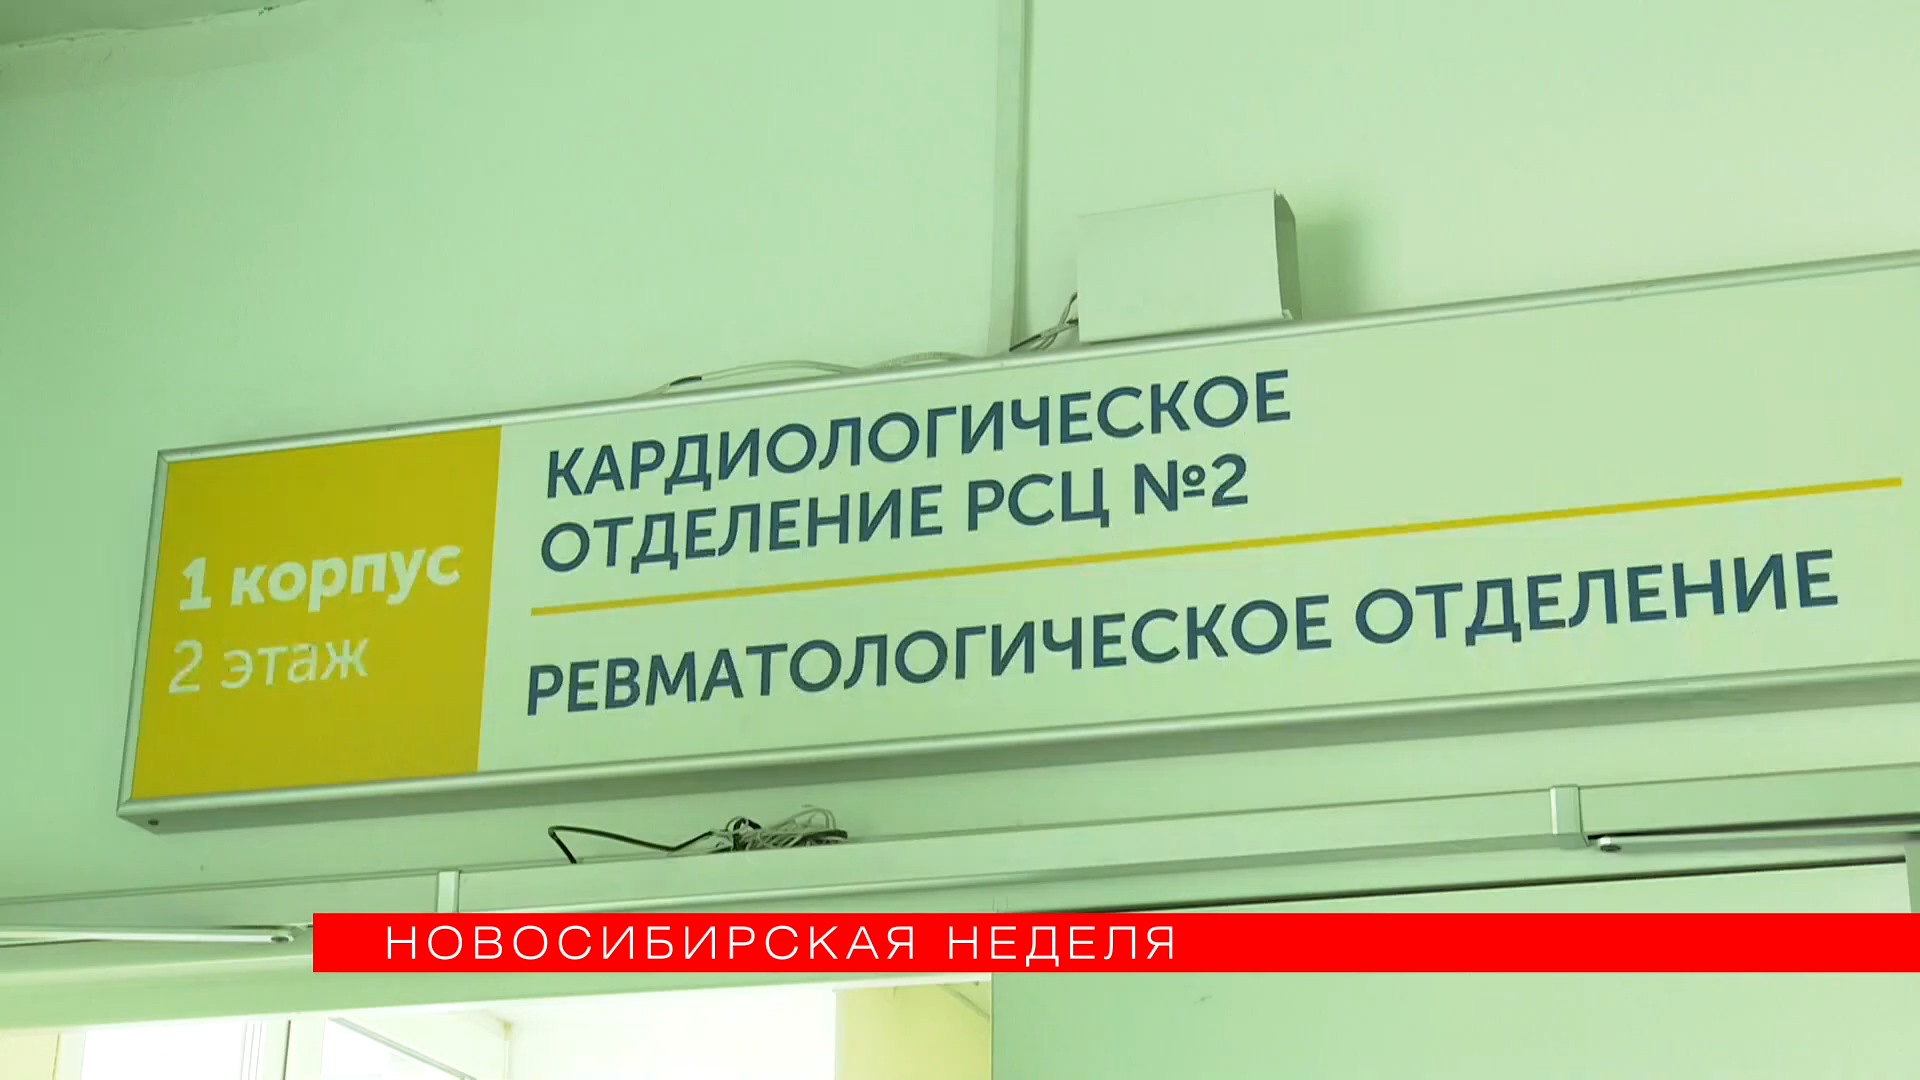 1 корпус
2 этаж
КАРДИОЛОГИЧЕСКОЕ
ОТДЕЛЕНИЕ РСЦ №2
РЕВМАТОЛОГИЧЕСКОЕ ОТДЕЛЕНИЕ
НОВОСИБИРСКАЯ НЕДЕЛЯ